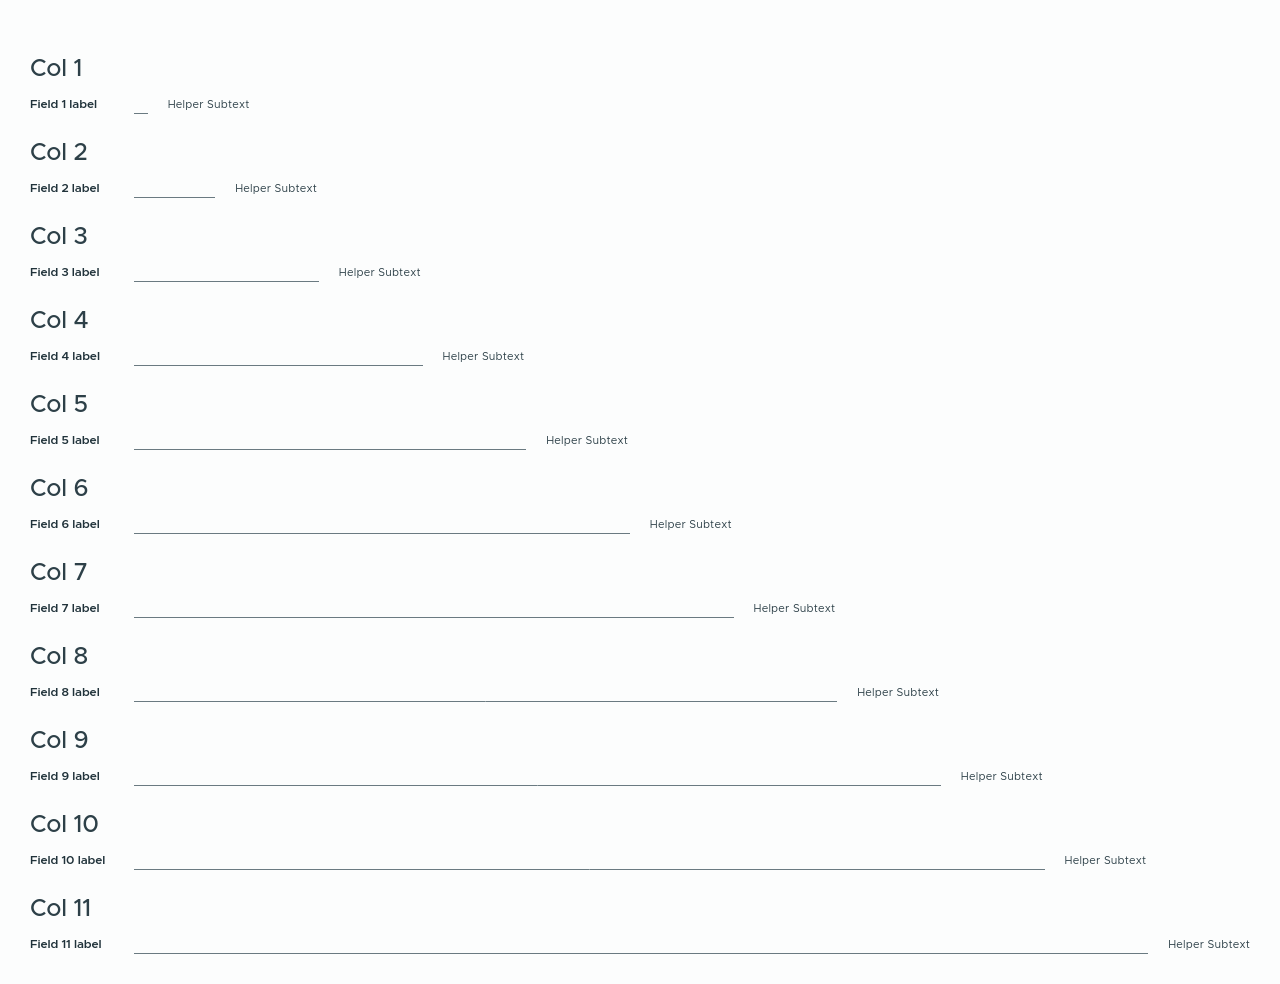 Col 1
Field 1 label Helper Subtext
Col 2
Field 2 label Helper Subtext
Col 3
Field 3 label Helper Subtext
Col 4
Field 4 label Helper Subtext
Col 5
Field 5 label Helper Subtext
Col 6
Field 6 label Helper Subtext
Col 7
Field 7 label Helper Subtext
Col 8
Field 8 label Helper Subtext
Col 9
Field 9 label Helper Subtext
Col 10
Field 10 label Helper Subtext
Col 11
Field 11 label Helper Subtext